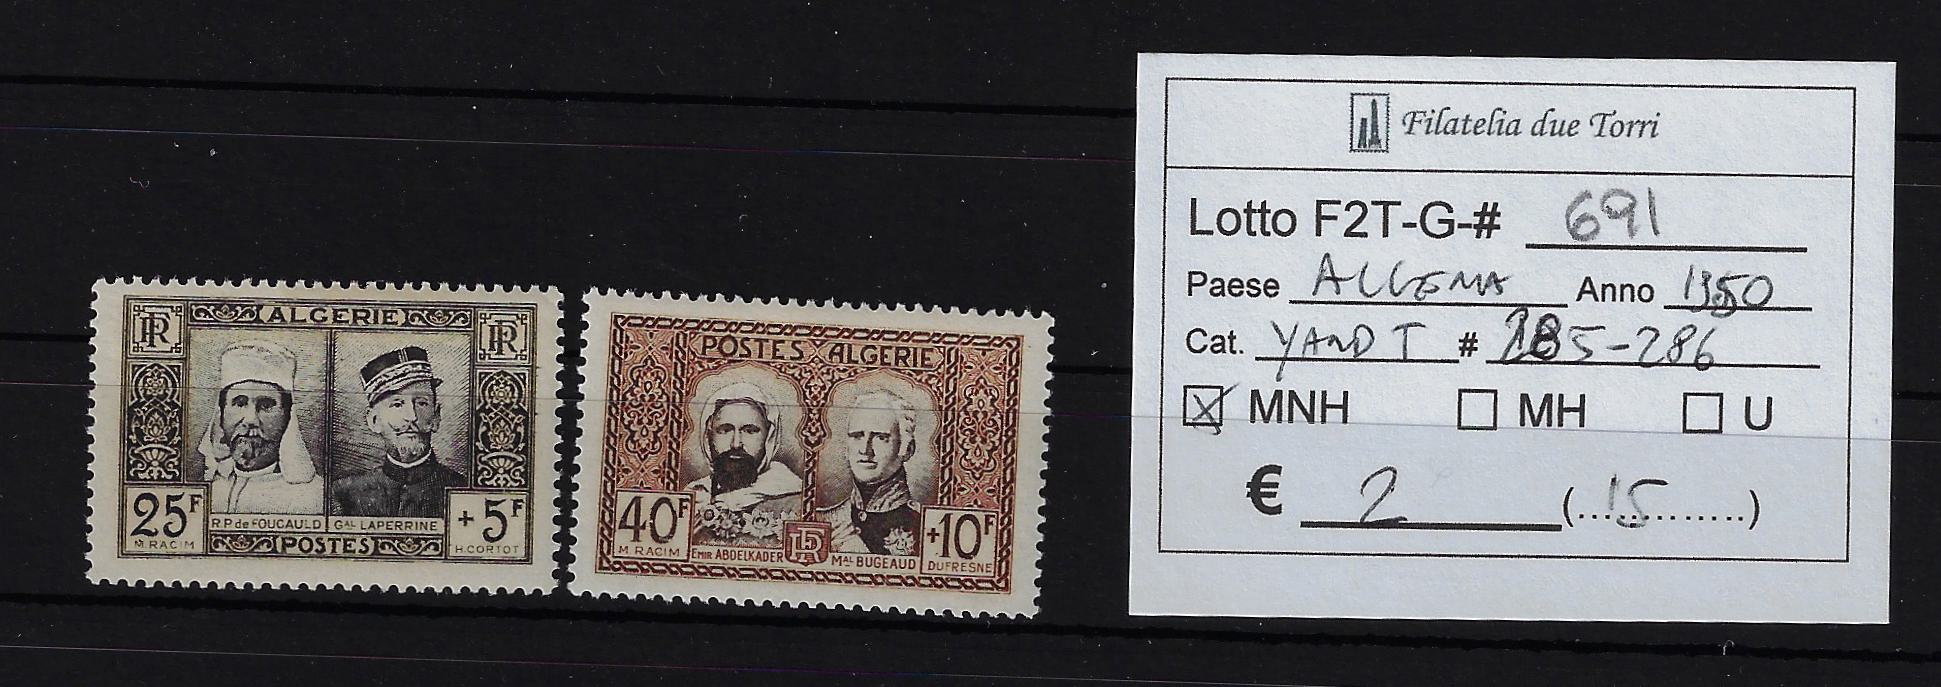 RF ALGERIE RF
25F
R.P. de FOUCAULD GAL LAPERRINE
+5F
M RACIM POSTES H. CORTOT
POSTES ALGERIE
40F
+10F
M RACIM EMIR ABDELKADER RF MAL BUGEAUD DUFRESNE
Filatelia due Torri
Lotto F2T-G-# 691
Paese Anno 1950
Cat. YAND T # 285-286
MNH MH U
€ 2 (...15............)